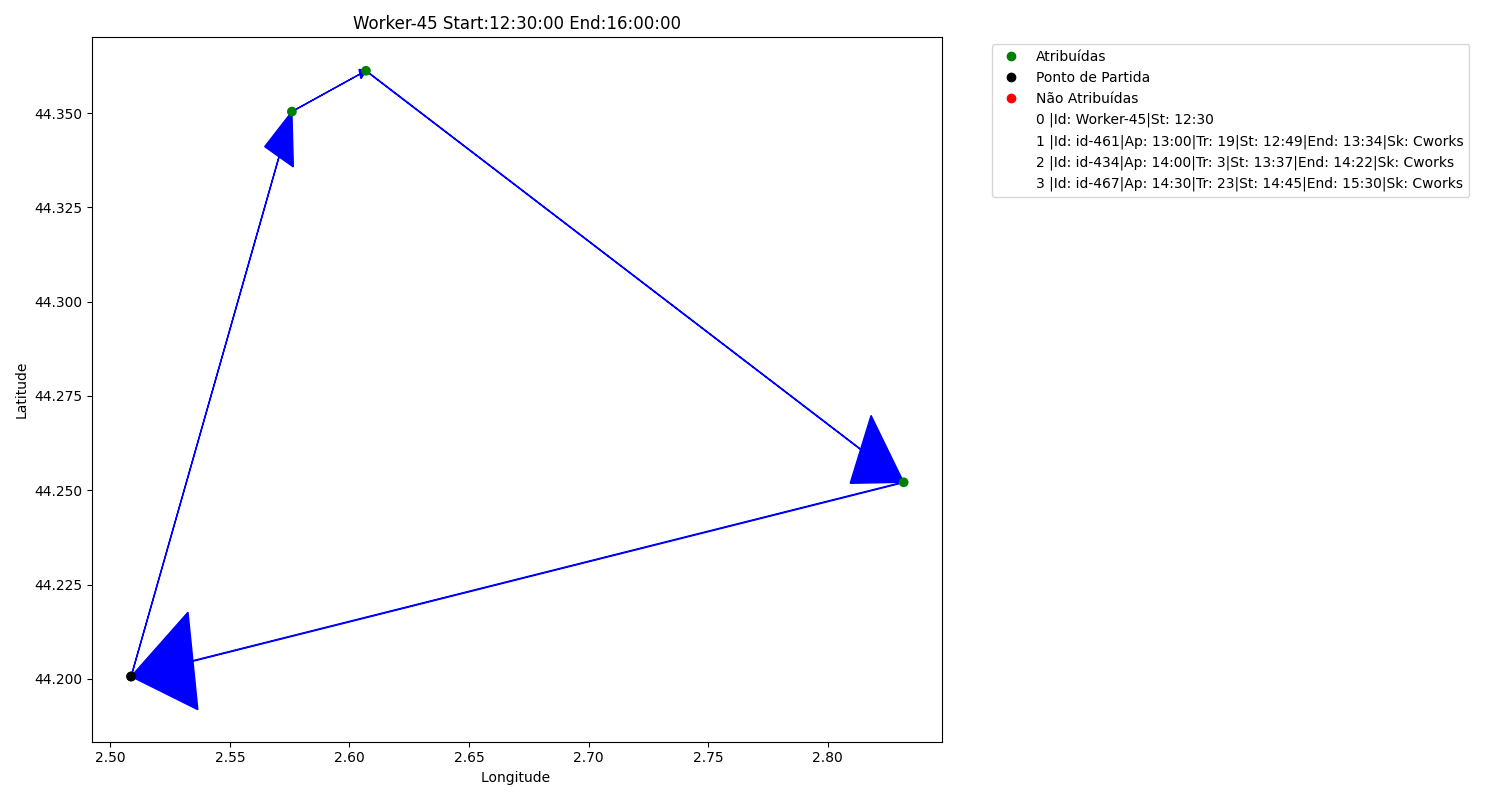 Worker-45 Start:12:30:00 End:16:00:00
Atribuídas
Ponto de Partida
Não Atribuídas
0 |Id: Worker-45|St: 12:30
1 |Id: id-461|Ap: 13:00|Tr: 19|St: 12:49|End: 13:34|Sk: Cworks
2 |Id: id-434|Ap: 14:00|Tr: 3|St: 13:37|End: 14:22|Sk: Cworks
3 |Id: id-467|Ap: 14:30|Tr: 23|St: 14:45|End: 15:30|Sk: Cworks
Latitude
44.350
44.325
44.300
44.275
44.250
44.225
44.200
2.50 2.55 2.60 2.65 2.70 2.75 2.80
Longitude